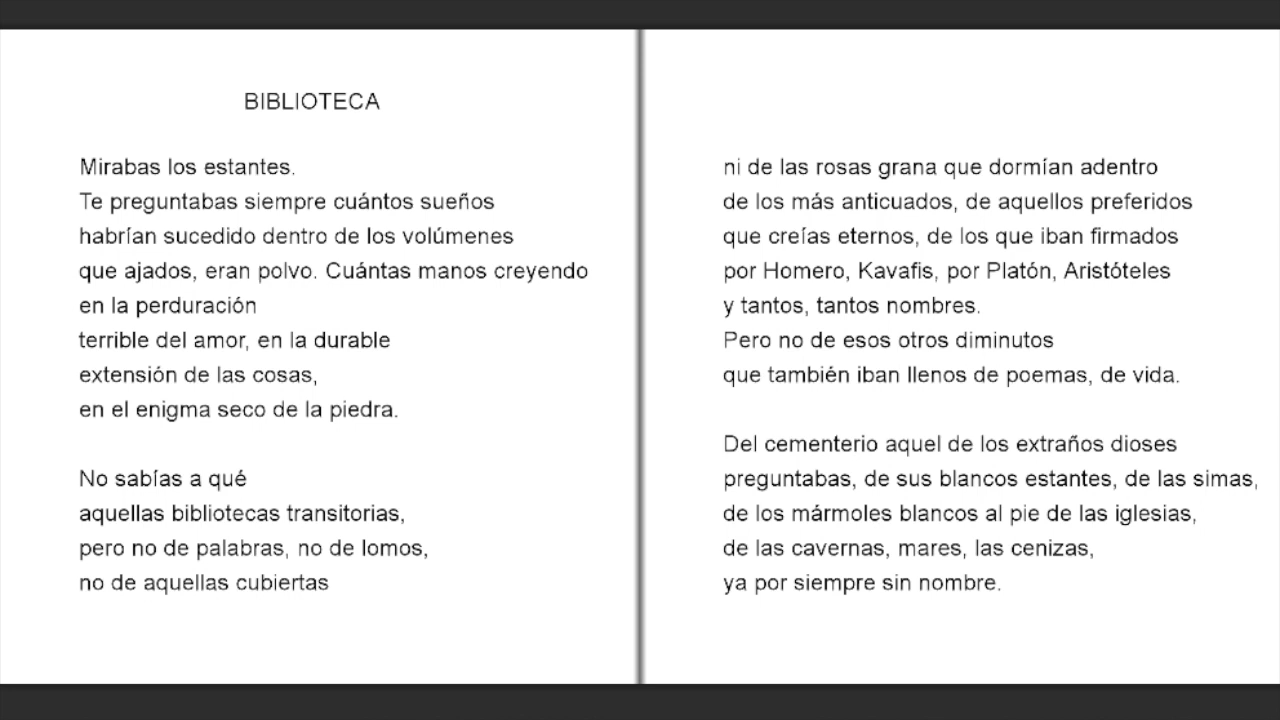 BIBLIOTECA
Mirabas los estantes.
Te preguntabas siempre cuántos sueños
habrían sucedido dentro de los volúmenes
que ajados, eran polvo. Cuántas manos creyendo
en la perduración
terrible del amor, en la durable
extensión de las cosas,
en el enigma seco de la piedra.
No sabías a qué
aquellas bibliotecas transitorias,
pero no de palabras, no de lomos,
no de aquellas cubiertas
ni de las rosas grana que dormían adentro
de los más anticuados, de aquellos preferidos
que creías eternos, de los que iban firmados
por Homero, Kavafis, por Platón, Aristóteles
y tantos, tantos nombres.
Pero no de esos otros diminutos
que también iban llenos de poemas, de vida.
Del cementerio aquel de los extraños dioses
preguntabas, de sus blancos estantes, de las simas,
de los mármoles blancos al pie de las iglesias,
de las cavernas, mares, las cenizas,
ya por siempre sin nombre.